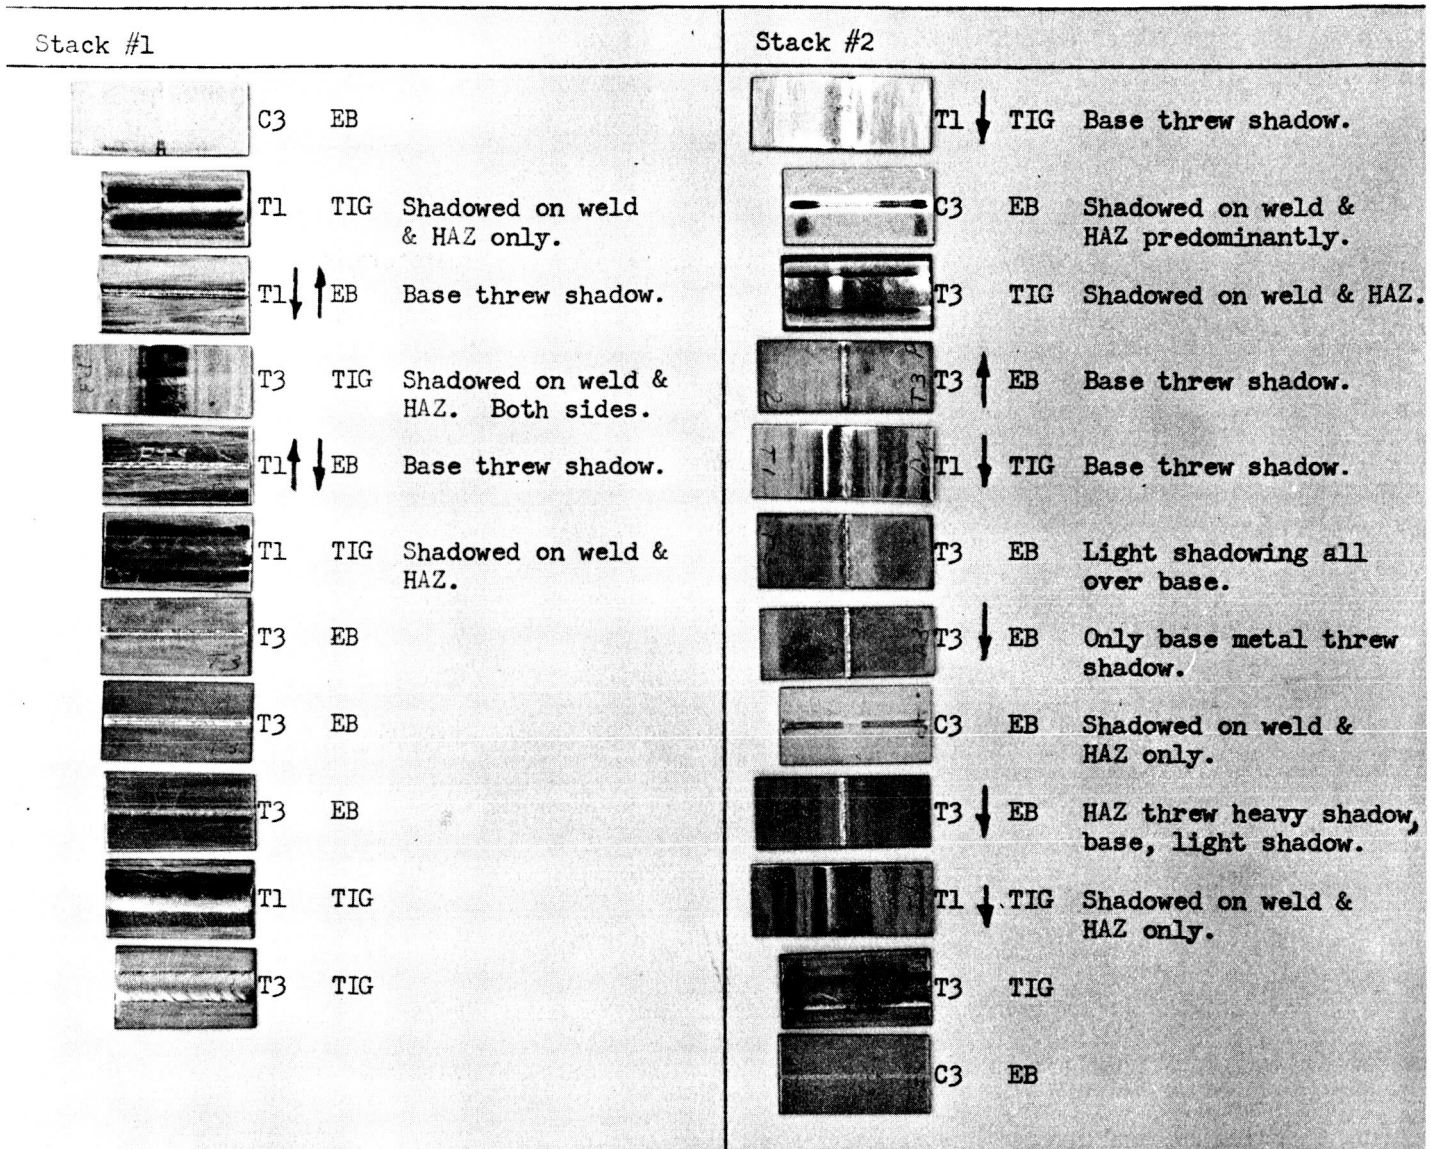 Stack #1
C3 EB
T1 TIG Shadowed on weld
& HAZ only.
T1 ↓ ↑ EB Base threw shadow.
T3 TIG Shadowed on weld &
HAZ. Both sides.
T1 ↑ ↓ EB Base threw shadow.
T1 TIG Shadowed on weld &
HAZ.
T3 EB
T3
T3 EB
T3 EB
T1 TIG
T3 TIG
Stack #2
T1 ↓ TIG Base threw shadow.
C3 EB Shadowed on weld &
HAZ predominantly.
T3 TIG Shadowed on weld & HAZ.
T3 ↑ EB Base threw shadow.
T3
2
T1 ↓ TIG Base threw shadow.
T1
T3 EB Light shadowing all
over base.
T3 ↓ EB Only base metal threw
shadow.
C3 EB Shadowed on weld &
HAZ only.
T3 ↓ EB HAZ threw heavy shadow,
base, light shadow.
T1 ↓ TIG Shadowed on weld &
HAZ only.
T3 TIG
C3 EB